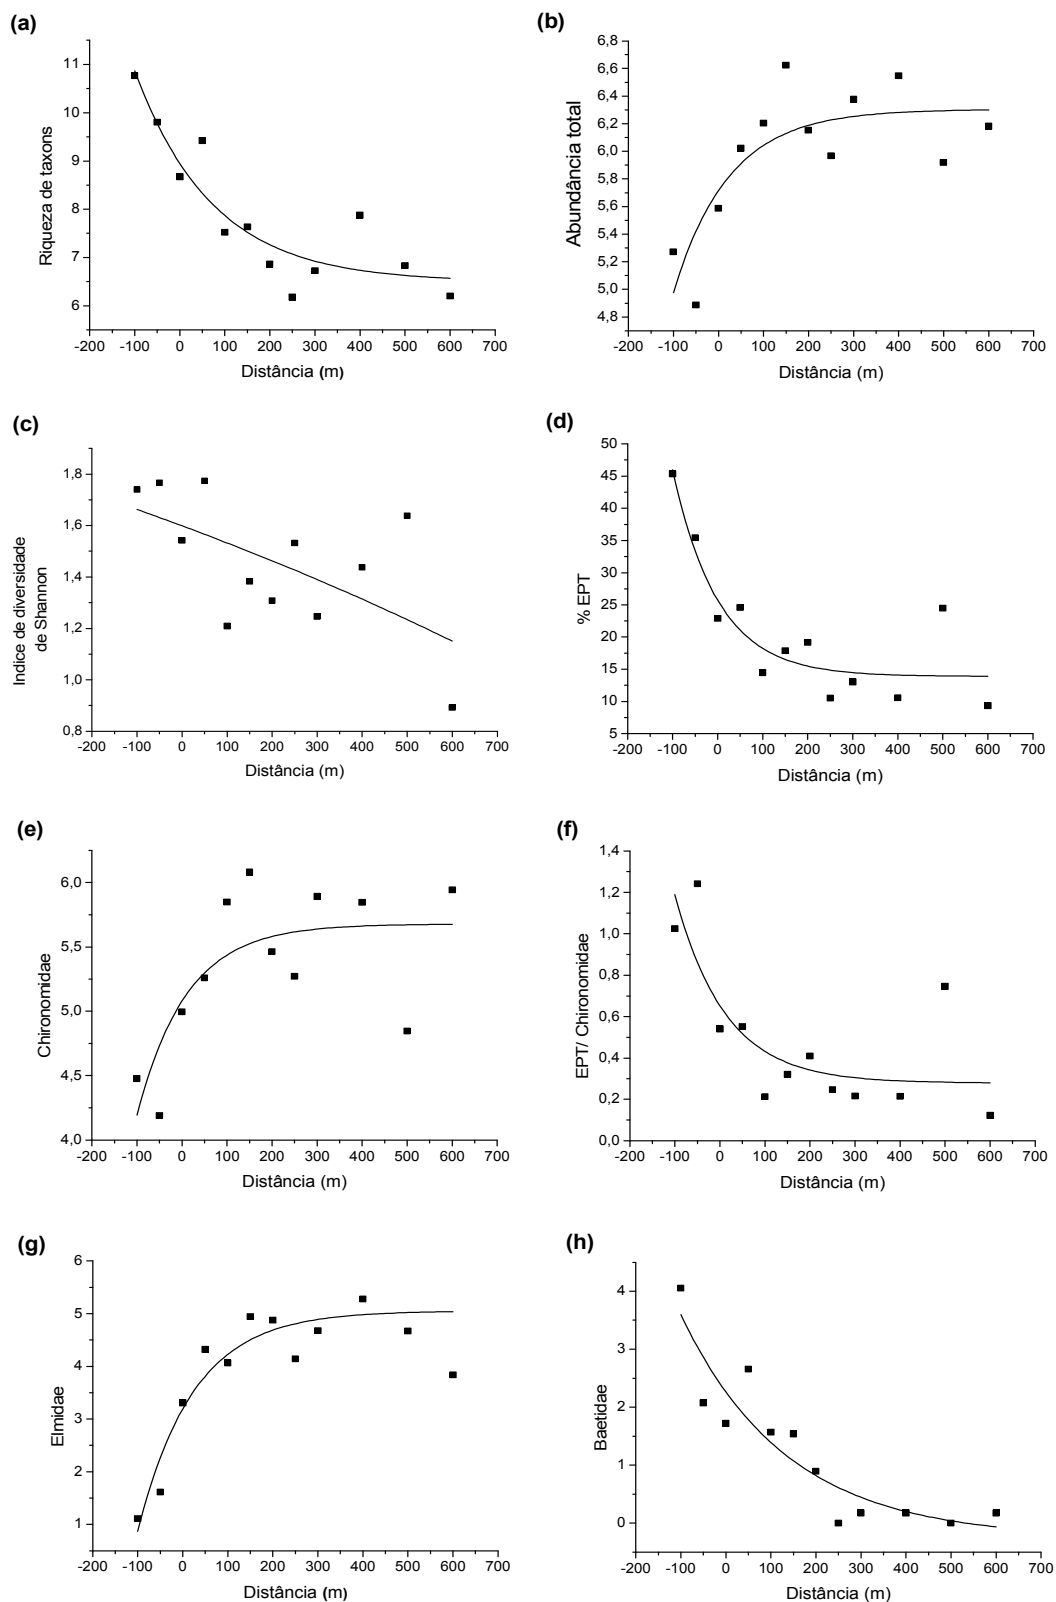 (a)
11
10
9
8
7
6
Riqueza de taxons
-200 -100 0 100 200 300 400 500 600 700
Distância (m)
(b)
6,8
6,6
6,4
6,2
6,0
5,8
5,6
5,4
5,2
5,0
4,8
Abundância total
-200 -100 0 100 200 300 400 500 600 700
Distância (m)
(c)
1,8
1,6
1,4
1,2
1,0
0,8
Indice de diversidade
de Shannon
-200 -100 0 100 200 300 400 500 600 700
Distância (m)
(d)
50
45
40
35
30
25
20
15
10
5
% EPT
-200 -100 0 100 200 300 400 500 600 700
Distância (m)
(e)
6,0
5,5
5,0
4,5
4,0
Chironomidae
-200 -100 0 100 200 300 400 500 600 700
Distância (m)
(f)
1,4
1,2
1,0
0,8
0,6
0,4
0,2
0,0
EPT/ Chironomidae
-200 -100 0 100 200 300 400 500 600 700
Distância (m)
(g)
6
5
4
3
2
1
Elmidae
-200 -100 0 100 200 300 400 500 600 700
Distância (m)
(h)
4
3
2
1
0
Baetidae
-200 -100 0 100 200 300 400 500 600 700
Distância (m)